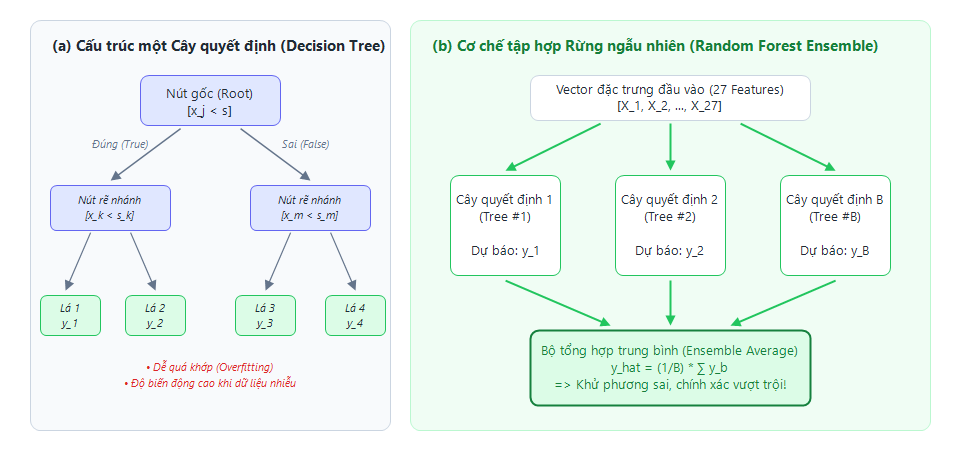 (a) Cấu trúc một Cây quyết định (Decision Tree)
Nút gốc (Root)
[x_j < s]
Đúng (True)
Sai (False)
Nút rẽ nhánh
[x_k < s_k]
Nút rẽ nhánh
[x_m < s_m]
Lá 1
y_1
Lá 2
y_2
Lá 3
y_3
Lá 4
y_4
• Dễ quá khớp (Overfitting)
• Độ biến động cao khi dữ liệu nhiễu
(b) Cơ chế tập hợp Rừng ngẫu nhiên (Random Forest Ensemble)
Vector đặc trưng đầu vào (27 Features)
[X_1, X_2, ..., X_27]
Cây quyết định 1
(Tree #1)
Dự báo: y_1
Cây quyết định 2
(Tree #2)
Dự báo: y_2
Cây quyết định B
(Tree #B)
Dự báo: y_B
Bộ tổng hợp trung bình (Ensemble Average)
y_hat = (1/B) * ∑ y_b
=> Khử phương sai, chính xác vượt trội!